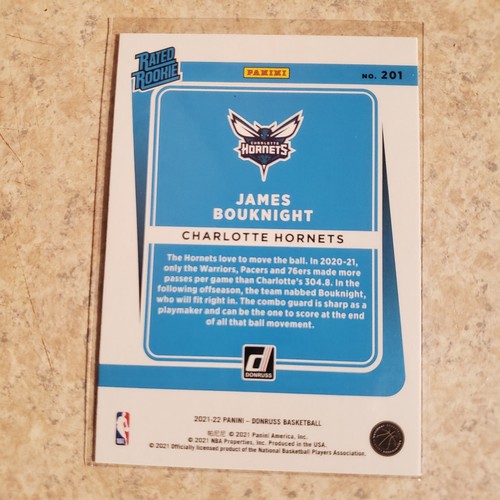 RATED
ROOKIE
PANINI
NO. 201
CHARLOTTE
HORNETS
JAMES
BOUKNIGHT
CHARLOTTE HORNETS
The Hornets love to move the ball. In 2020-21,
only the Warriors, Pacers and 76ers made more
passes per game than Charlotte's 304.8. In the
following offseason, the team nabbed Bouknight,
who will fit right in. The combo guard is sharp as a
playmaker and can be the one to score at the end
of all that ball movement.
DONRUSS
2021-22 PANINI – DONRUSS BASKETBALL
© 2021 Panini America, Inc.
© 2021 NBA Properties, Inc. Produced in the USA.
© 2021 Officially licensed product of the National Basketball Players Association.
NBA